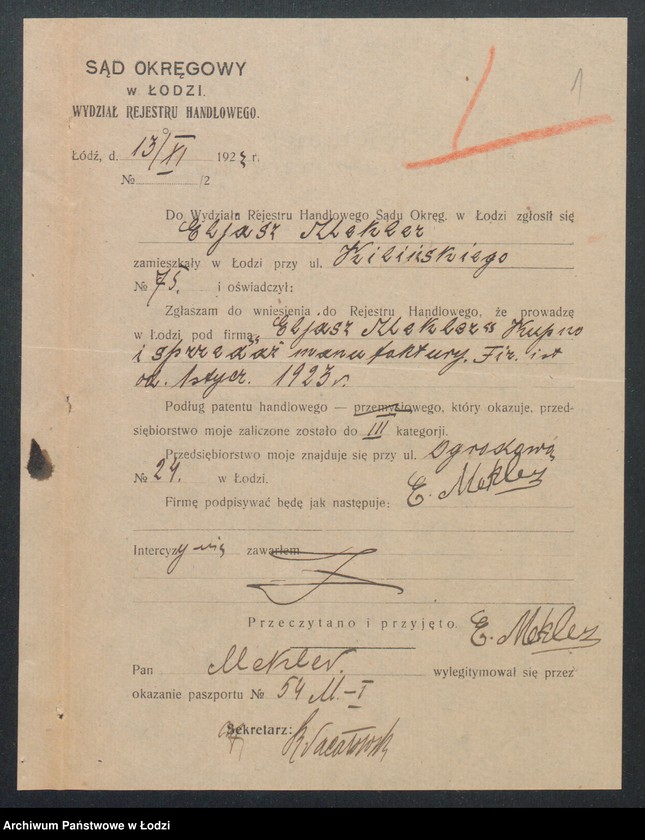 1
SĄD OKRĘGOWY
w ŁODZI.
WYDZIAŁ REJESTRU HANDLOWEGO.
Łódź, d. 13/XI 1923 r.
№ /2
Do Wydziału Rejestru Handlowego Sądu Okręg. w Łodzi zgłosił się
Eljasz Mekler
zamieszkały w Łodzi przy ul. Kilińskiego
№ 75. i oświadczył:
Zgłaszam do wniesienia do Rejestru Handlowego, że prowadzę
w Łodzi pod firmą „Eljasz Mekler" Kupno
i sprzedaż manufaktury. Fir. ist
od. 1 stycz. 1923 r.
Podług patentu handlowego — przemysłowego, który okazuje, przed-
siębiorstwo moje zaliczone zostało do III kategorji.
Przedsiębiorstwo moje znajduje się przy ul. Ogrodową
№ 24. w Łodzi.
Firmę podpisywać będę jak następuje: E. Mekler
Intercyzy nie zawarłem
Przeczytano i przyjęto. E. Mekler
Pan Mekler. wylegitymował się przez
okazanie paszportu № 54 M.—I
Sekretarz:
Archiwum Państwowe w Łodzi